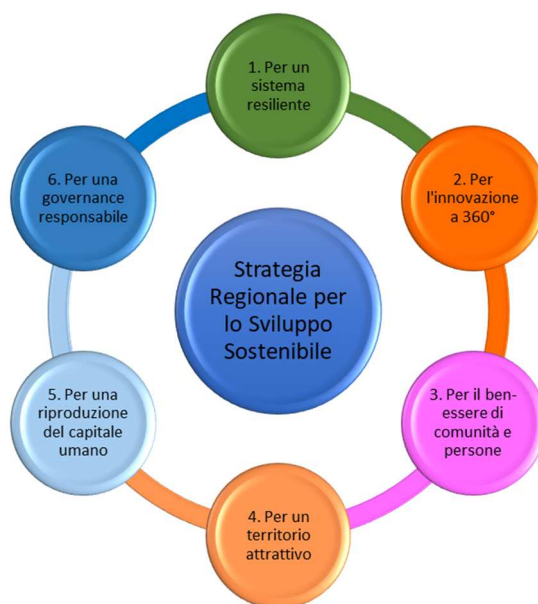 1. Per un
sistema
resiliente
2. Per
l'innovazione
a 360°
3. Per il ben-
essere di
comunità e
persone
4. Per un
territorio
attrattivo
5. Per una
riproduzione
del capitale
umano
6. Per una
governance
responsabile
Strategia
Regionale per
lo Sviluppo
Sostenibile